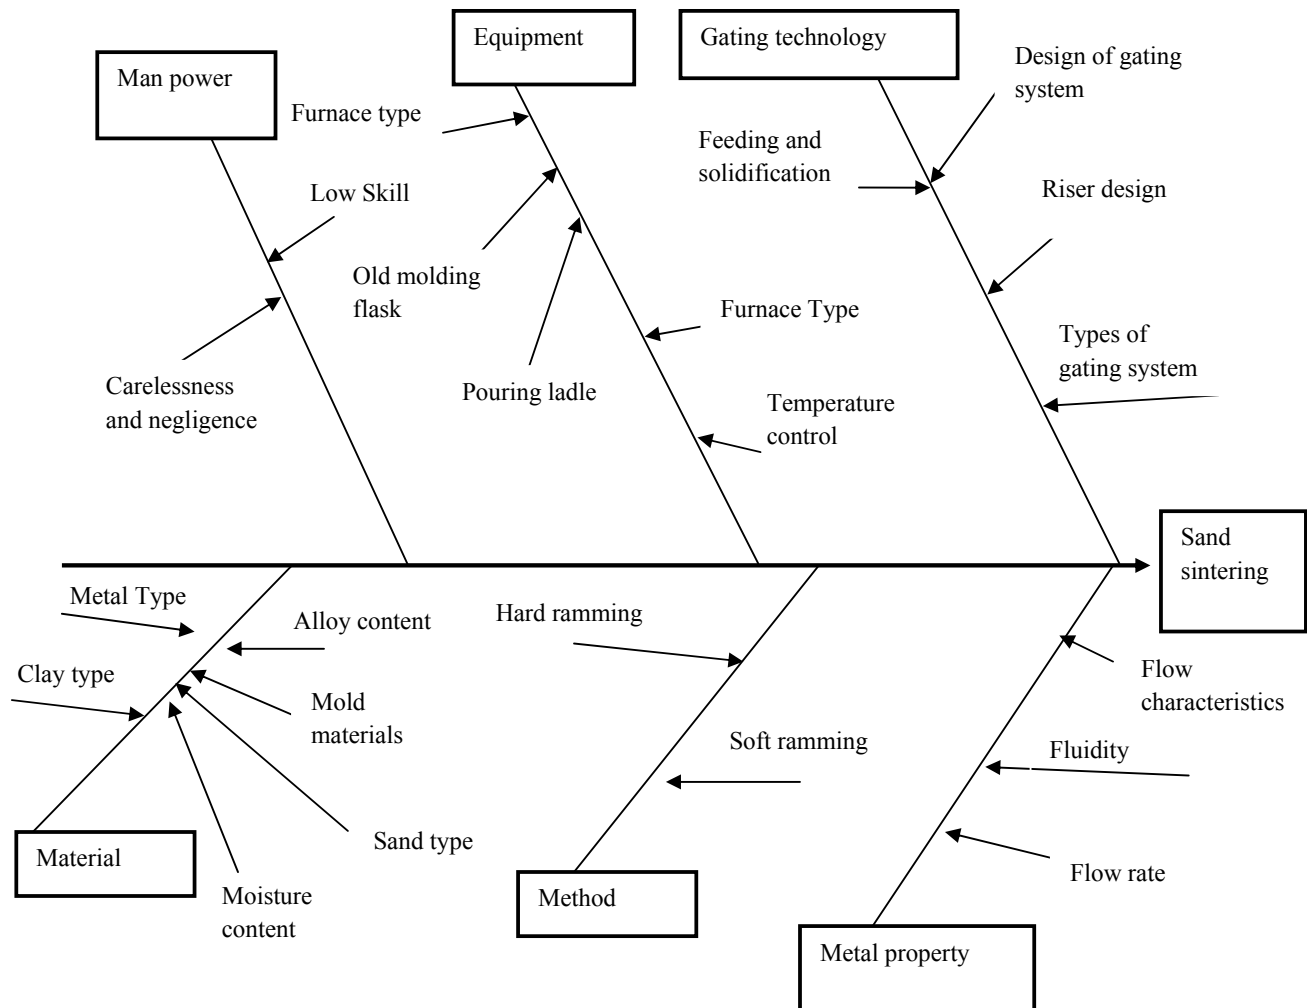 Man power
Equipment
Gating technology
Design of gating
system
Furnace type
Feeding and
solidification
Low Skill
Riser design
Old molding
flask
Furnace Type
Types of
gating system
Carelessness
and negligence
Pouring ladle
Temperature
control
Sand
sintering
Metal Type
Alloy content
Hard ramming
Clay type
Mold
materials
Flow
characteristics
Soft ramming
Fluidity
Sand type
Material
Moisture
content
Method
Flow rate
Metal property